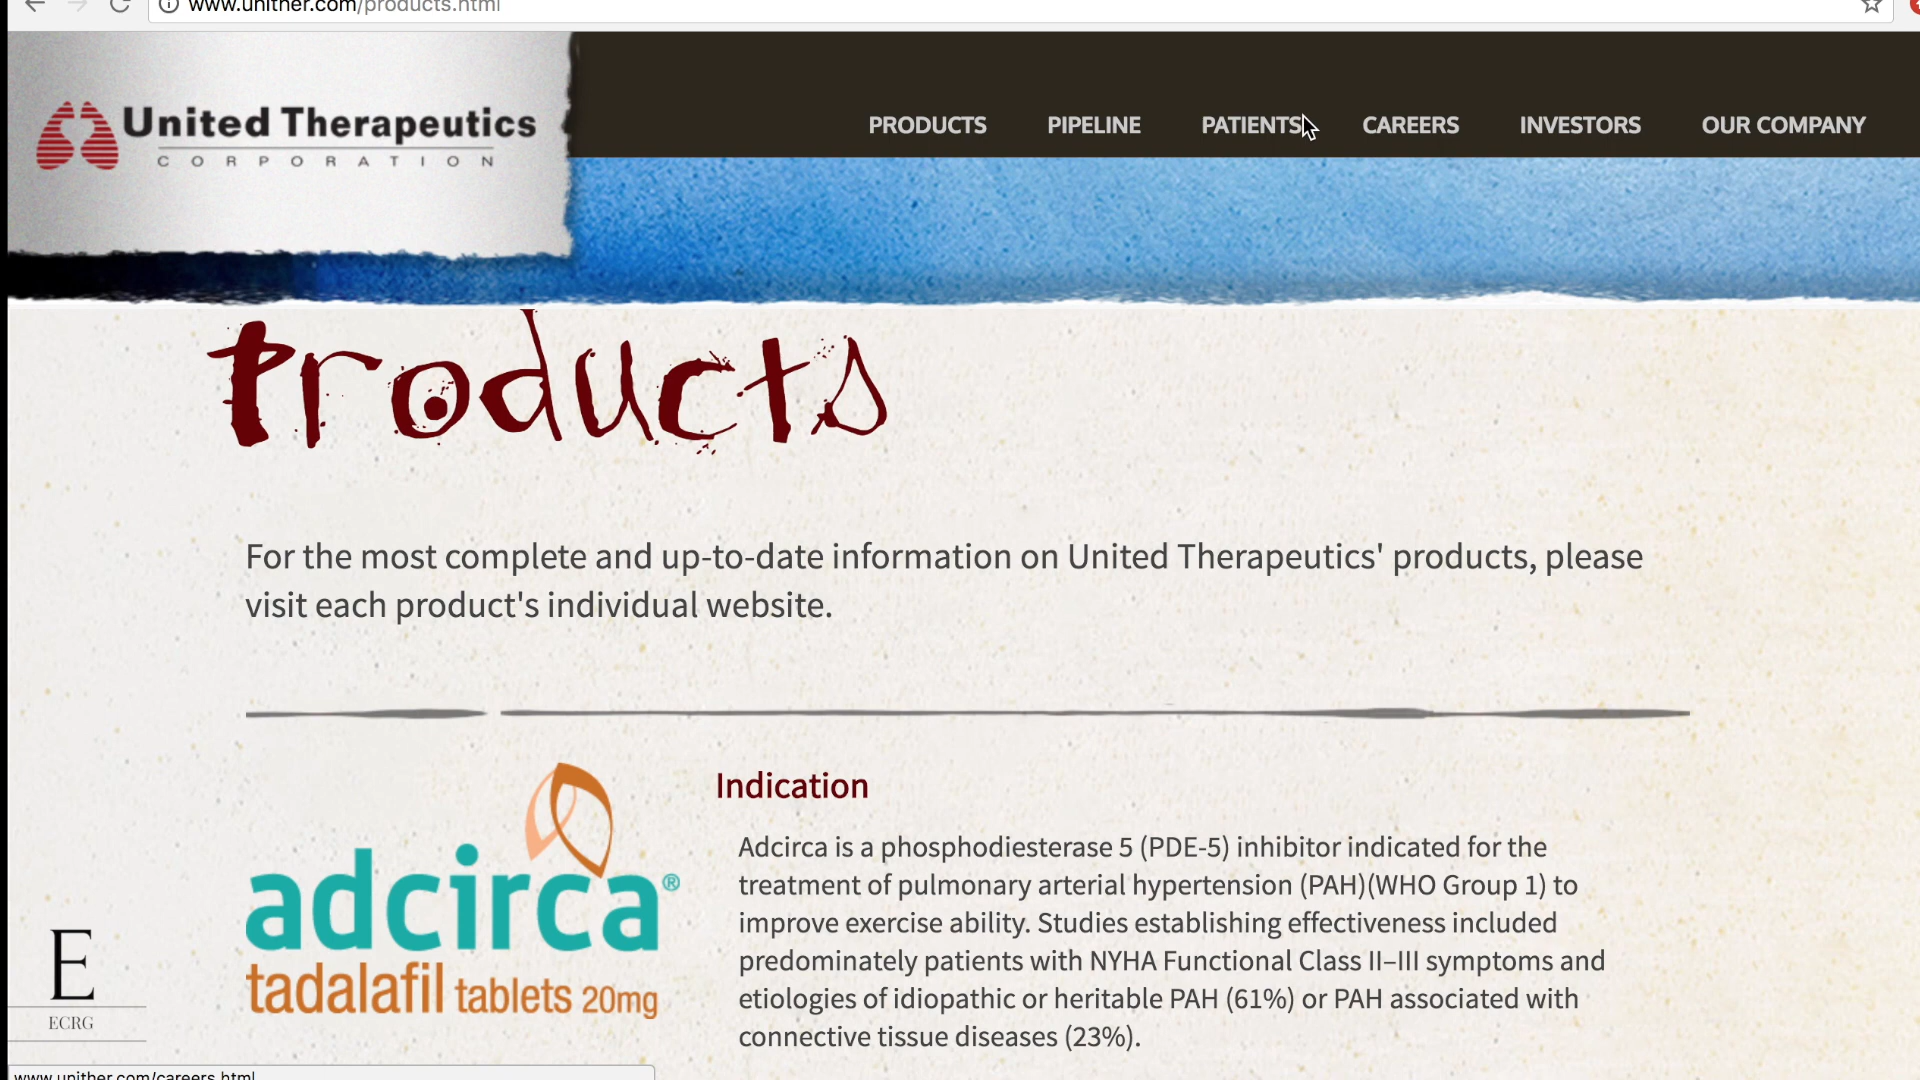 www.unither.com/products.html
United Therapeutics
CORPORATION
PRODUCTS PIPELINE PATIENTS CAREERS INVESTORS OUR COMPANY
Products
For the most complete and up-to-date information on United Therapeutics' products, please
visit each product's individual website.
Indication
Adcirca is a phosphodiesterase 5 (PDE-5) inhibitor indicated for the
treatment of pulmonary arterial hypertension (PAH)(WHO Group 1) to
improve exercise ability. Studies establishing effectiveness included
predominately patients with NYHA Functional Class II–III symptoms and
etiologies of idiopathic or heritable PAH (61%) or PAH associated with
connective tissue diseases (23%).
adcirca®
tadalafil tablets 20mg
E
ECRG
www.unither.com/careers.html